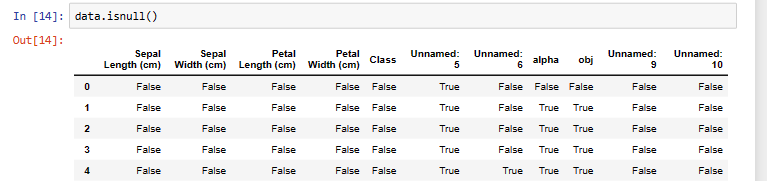 In [14]: data.isnull()
Out[14]:
Sepal Length (cm) Sepal Width (cm) Petal Length (cm) Petal Width (cm) Class Unnamed: 5 Unnamed: 6 alpha obj Unnamed: 9 Unnamed: 10
0 False False False False False True False False False False False
1 False False False False False True False True True False False
2 False False False False False True False True True False False
3 False False False False False True False True True False False
4 False False False False False True True True True False False